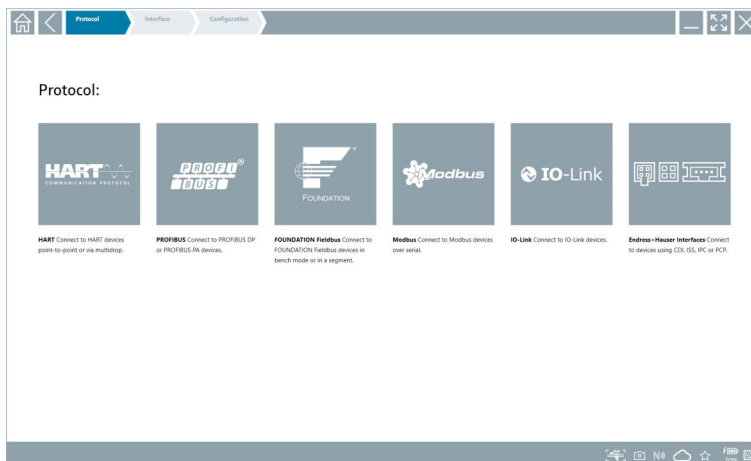 Protocol
Interface
Configuration
Protocol:
HART
COMMUNICATION PROTOCOL
PROFI
BUS
®
FOUNDATION
Modbus
IO-Link
HART Connect to HART devices
point-to-point or via multidrop.
PROFIBUS Connect to PROFIBUS DP
or PROFIBUS PA devices.
FOUNDATION Fieldbus Connect to
FOUNDATION Fieldbus devices in
bench mode or in a segment.
Modbus Connect to Modbus devices
over serial.
IO-Link Connect to IO-Link devices.
Endress+Hauser Interfaces Connect
to devices using CDI, ISS, IPC or PCP.